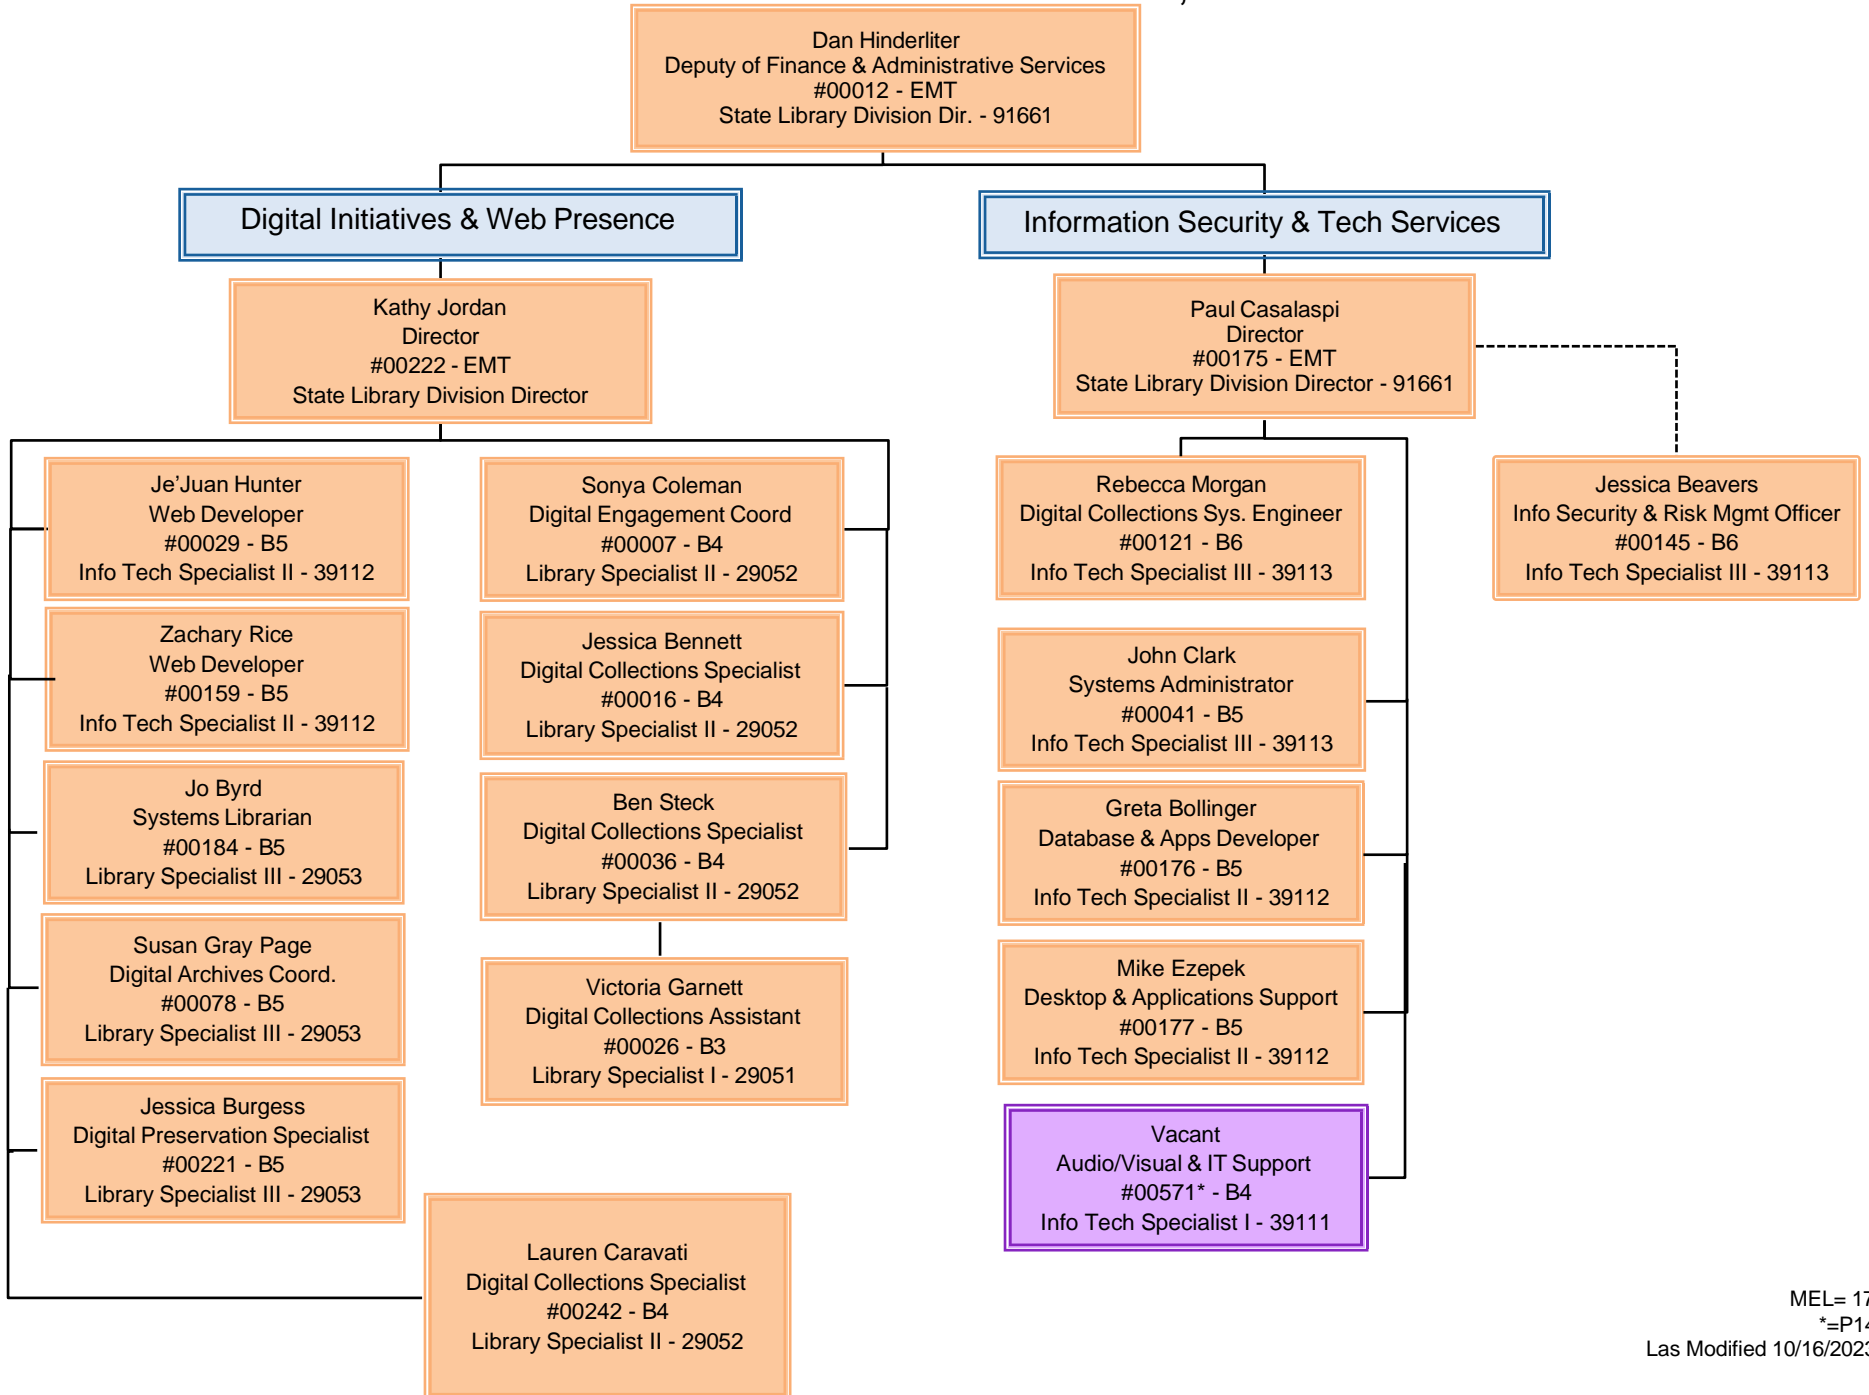 Dan Hinderliter
Deputy of Finance & Administrative Services
#00012 - EMT
State Library Division Dir. - 91661
Digital Initiatives & Web Presence
Information Security & Tech Services
Kathy Jordan
Director
#00222 - EMT
State Library Division Director
Paul Casalaspi
Director
#00175 - EMT
State Library Division Director - 91661
Je’Juan Hunter
Web Developer
#00029 - B5
Info Tech Specialist II - 39112
Zachary Rice
Web Developer
#00159 - B5
Info Tech Specialist II - 39112
Jo Byrd
Systems Librarian
#00184 - B5
Library Specialist III - 29053
Susan Gray Page
Digital Archives Coord.
#00078 - B5
Library Specialist III - 29053
Jessica Burgess
Digital Preservation Specialist
#00221 - B5
Library Specialist III - 29053
Lauren Caravati
Digital Collections Specialist
#00242 - B4
Library Specialist II - 29052
Sonya Coleman
Digital Engagement Coord
#00007 - B4
Library Specialist II - 29052
Jessica Bennett
Digital Collections Specialist
#00016 - B4
Library Specialist II - 29052
Ben Steck
Digital Collections Specialist
#00036 - B4
Library Specialist II - 29052
Victoria Garnett
Digital Collections Assistant
#00026 - B3
Library Specialist I - 29051
Rebecca Morgan
Digital Collections Sys. Engineer
#00121 - B6
Info Tech Specialist III - 39113
John Clark
Systems Administrator
#00041 - B5
Info Tech Specialist III - 39113
Greta Bollinger
Database & Apps Developer
#00176 - B5
Info Tech Specialist II - 39112
Mike Ezepek
Desktop & Applications Support
#00177 - B5
Info Tech Specialist II - 39112
Vacant
Audio/Visual & IT Support
#00571* - B4
Info Tech Specialist I - 39111
Jessica Beavers
Info Security & Risk Mgmt Officer
#00145 - B6
Info Tech Specialist III - 39113
MEL= 17
*=P14
Las Modified 10/16/2023